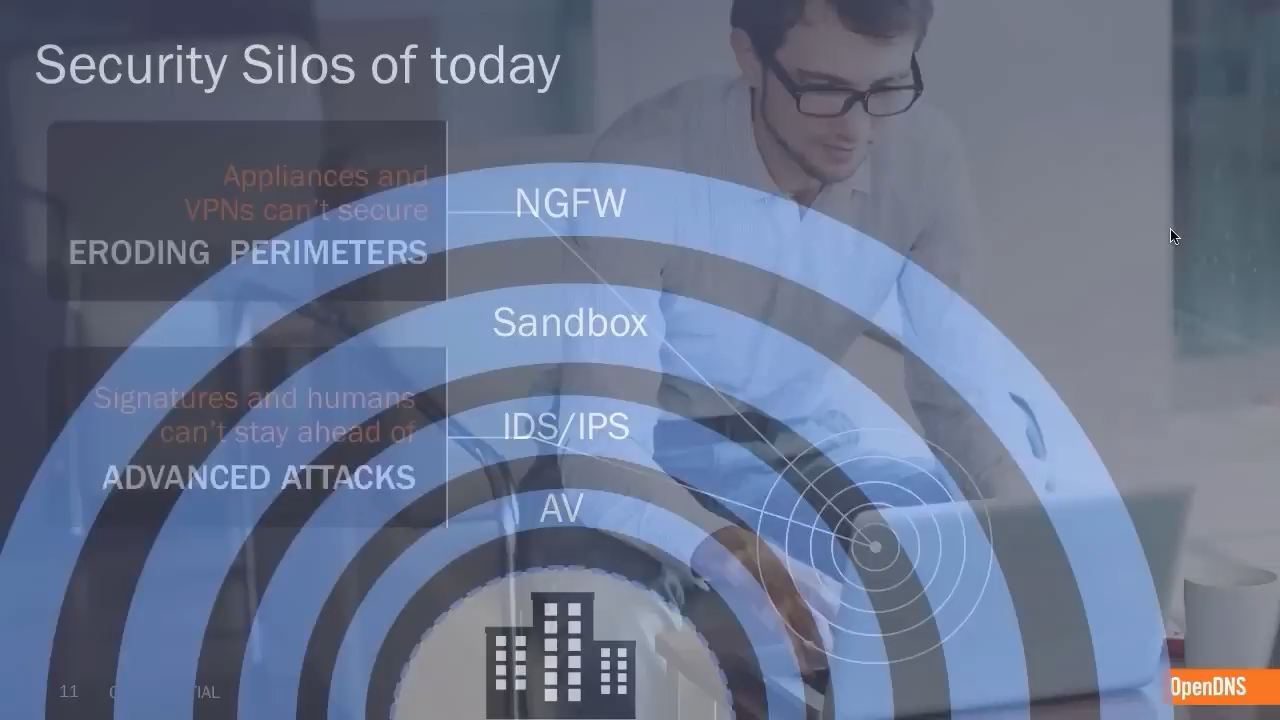 Security Silos of today
Appliances and
VPNs can't secure
ERODING PERIMETERS
Signatures and humans
can't stay ahead of
ADVANCED ATTACKS
NGFW
Sandbox
IDS/IPS
AV
11
OpenDNS